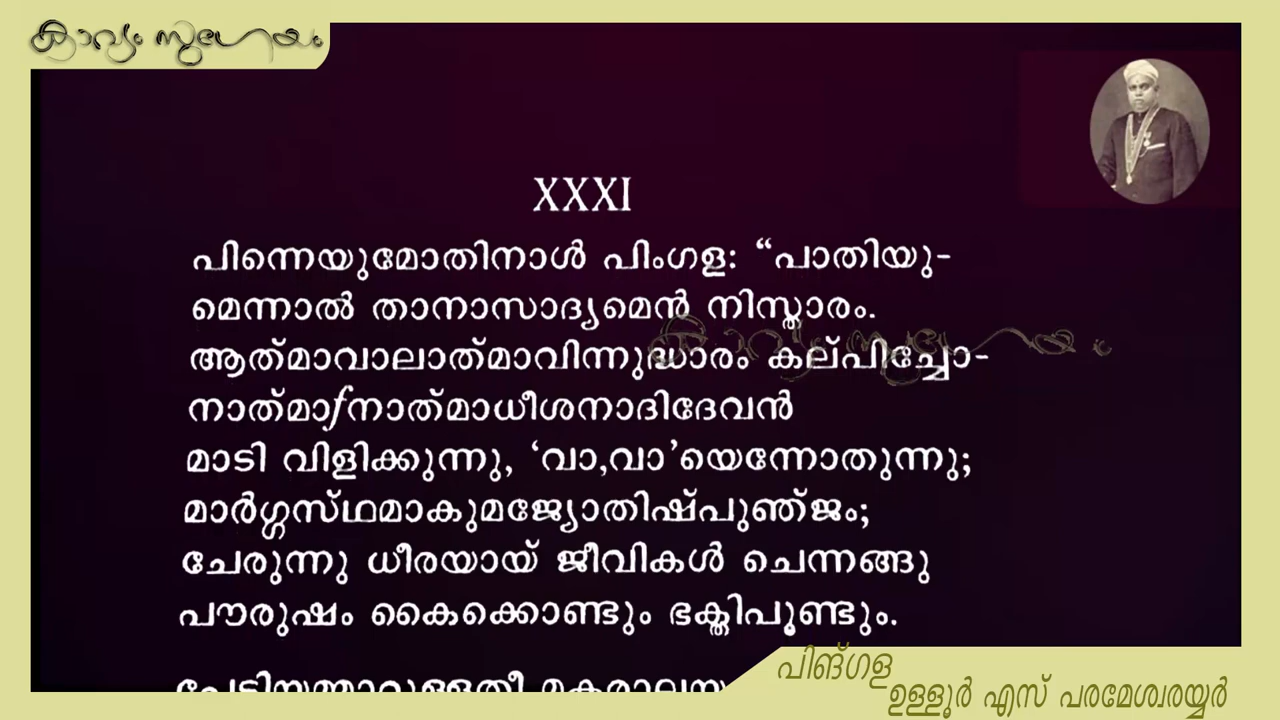 കാവ്യം സുഗേയം
XXXI
പിന്നെയുമോതിനാൾ പിംഗള: “പാതിയു-
മെന്നാൽ താനാസാദ്യമെൻ നിസ്താരം.
ആത്മാവാലാത്മാവിന്നുദ്ധാരം കല്പിച്ചോ-
നാത്മാഽനാത്മാധീശനാദിദേവൻ
മാടി വിളിക്കുന്നു, ‘വാ,വാ’യെന്നോതുന്നു;
മാർഗ്ഗസ്ഥമാകുമജ്യോതിഷ്പുഞ്ജം;
ചേരുന്നു ധീരയായ് ജീവികൾ ചെന്നങ്ങു
പൗരുഷം കൈക്കൊണ്ടും ഭക്തിപൂണ്ടും.
പിങ്ഗള
ഉള്ളൂർ എസ് പരമേശ്വരയ്യർ